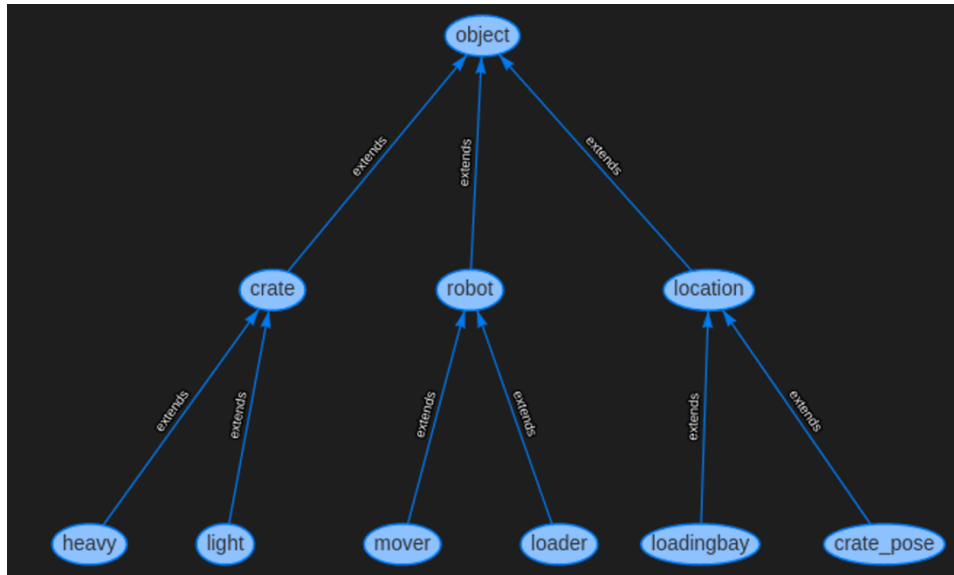 object
extends
extends
extends
crate
robot
location
extends
extends
extends
extends
extends
extends
heavy
light
mover
loader
loadingbay
crate_pose